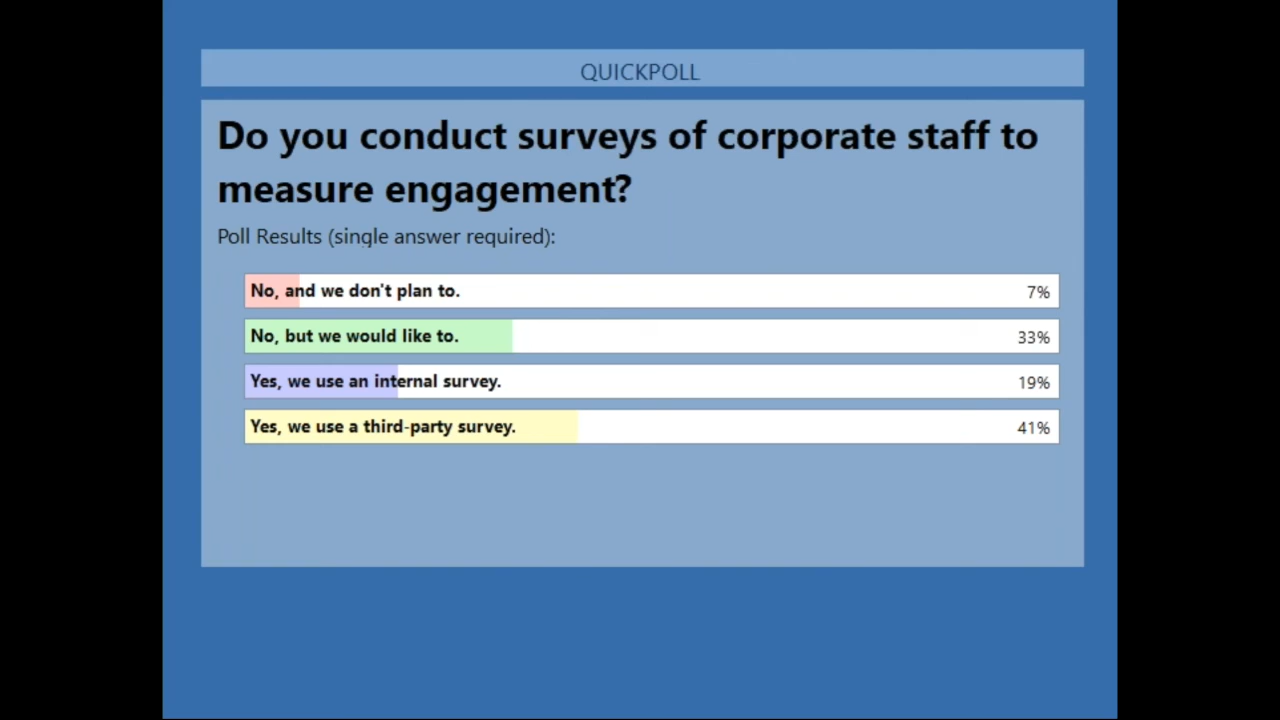 QUICKPOLL
Do you conduct surveys of corporate staff to
measure engagement?
Poll Results (single answer required):
No, and we don't plan to. 7%
No, but we would like to. 33%
Yes, we use an internal survey. 19%
Yes, we use a third-party survey. 41%